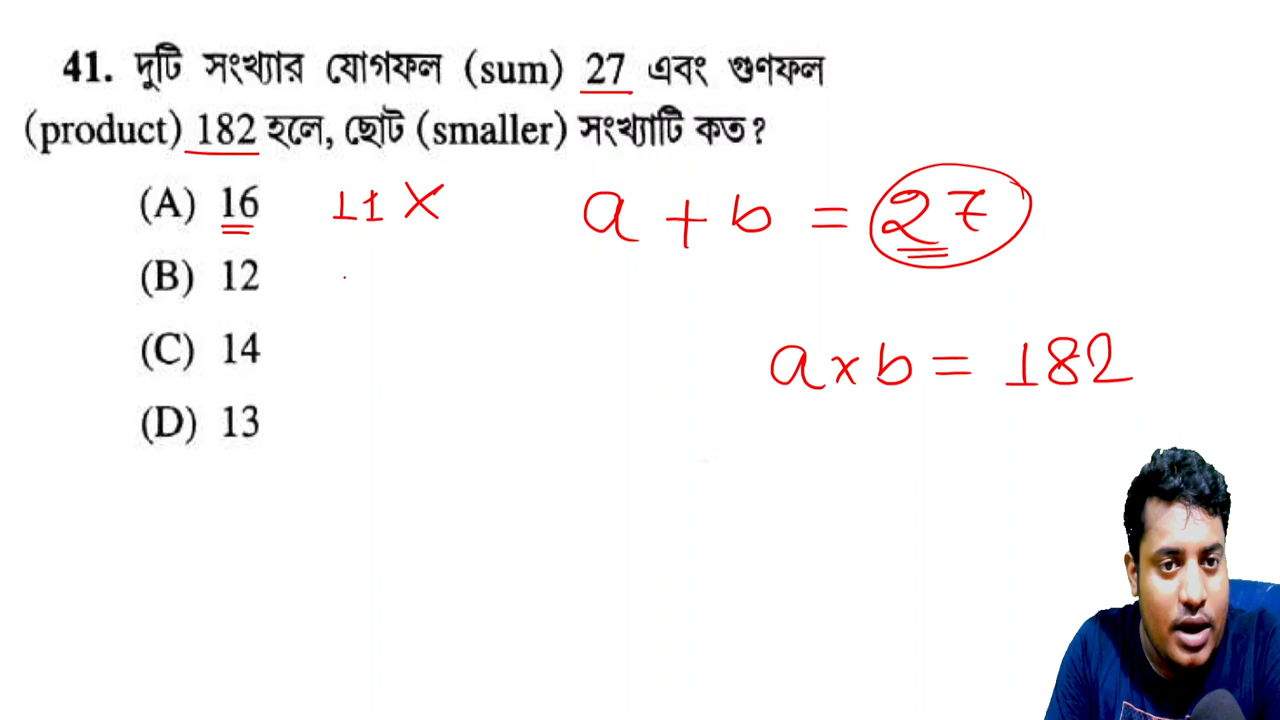 41. দুটি সংখ্যার যোগফল (sum) 27 এবং গুণফল
(product) 182 হলে, ছোট (smaller) সংখ্যাটি কত?
(A) 16 11 X a + b = 27
(B) 12
(C) 14 a x b = 182
(D) 13